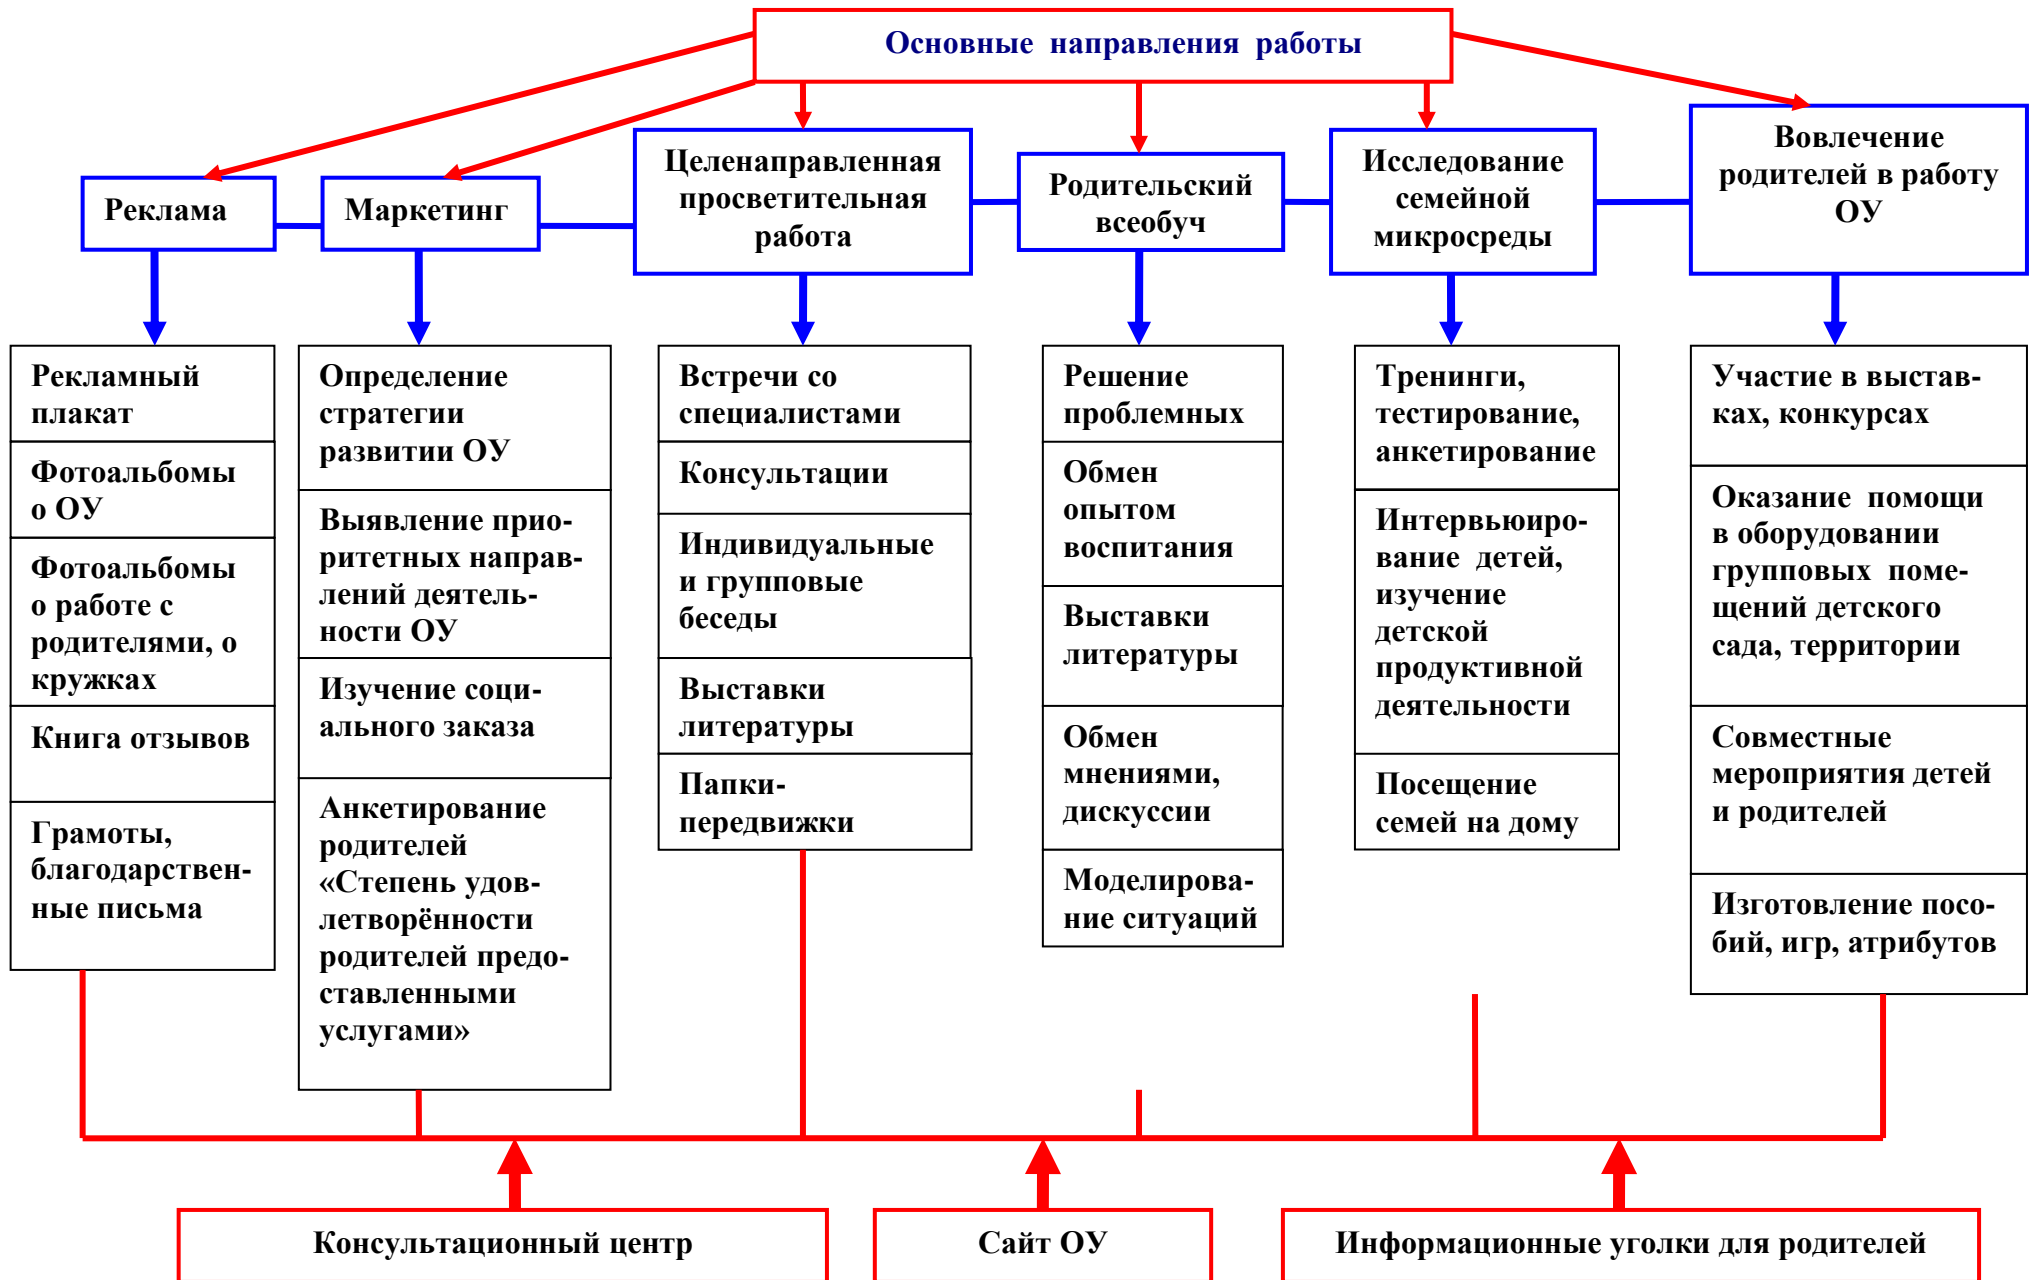 Основные направления работы
Реклама
Маркетинг
Целенаправленная
просветительная
работа
Родительский
всеобуч
Исследование
семейной
микросреды
Вовлечение
родителей в работу
ОУ
Рекламный
плакат
Фотоальбомы
о ОУ
Фотоальбомы
о работе с
родителями, о
кружках
Книга отзывов
Грамоты,
благодарствен-
ные письма
Определение
стратегии
развитии ОУ
Выявление прио-
ритетных направ-
лений деятель-
ности ОУ
Изучение соци-
ального заказа
Анкетирование
родителей
«Степень удов-
летворённости
родителей предо-
ставленными
услугами»
Встречи со
специалистами
Консультации
Индивидуальные
и групповые
беседы
Выставки
литературы
Папки-
передвижки
Решение
проблемных
Обмен
опытом
воспитания
Выставки
литературы
Обмен
мнениями,
дискуссии
Моделирова-
ние ситуаций
Тренинги,
тестирование,
анкетирование
Интервьюиро-
вание детей,
изучение
детской
продуктивной
деятельности
Посещение
семей на дому
Участие в выстав-
ках, конкурсах
Оказание помощи
в оборудовании
групповых поме-
щений детского
сада, территории
Совместные
мероприятия детей
и родителей
Изготовление посо-
бий, игр, атрибутов
Консультационный центр
Сайт ОУ
Информационные уголки для родителей